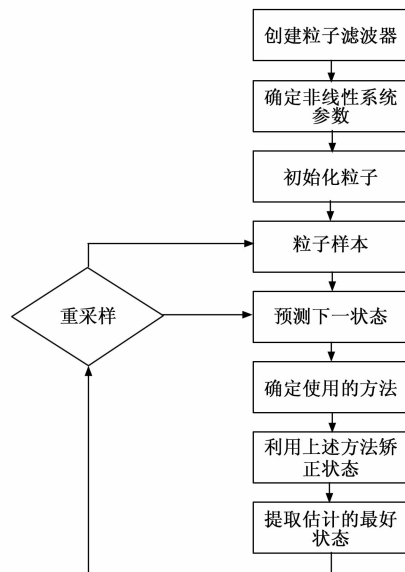 创建粒子滤波器
确定非线性系统
参数
初始化粒子
粒子样本
重采样
预测下一状态
确定使用的方法
利用上述方法矫
正状态
提取估计的最好
状态